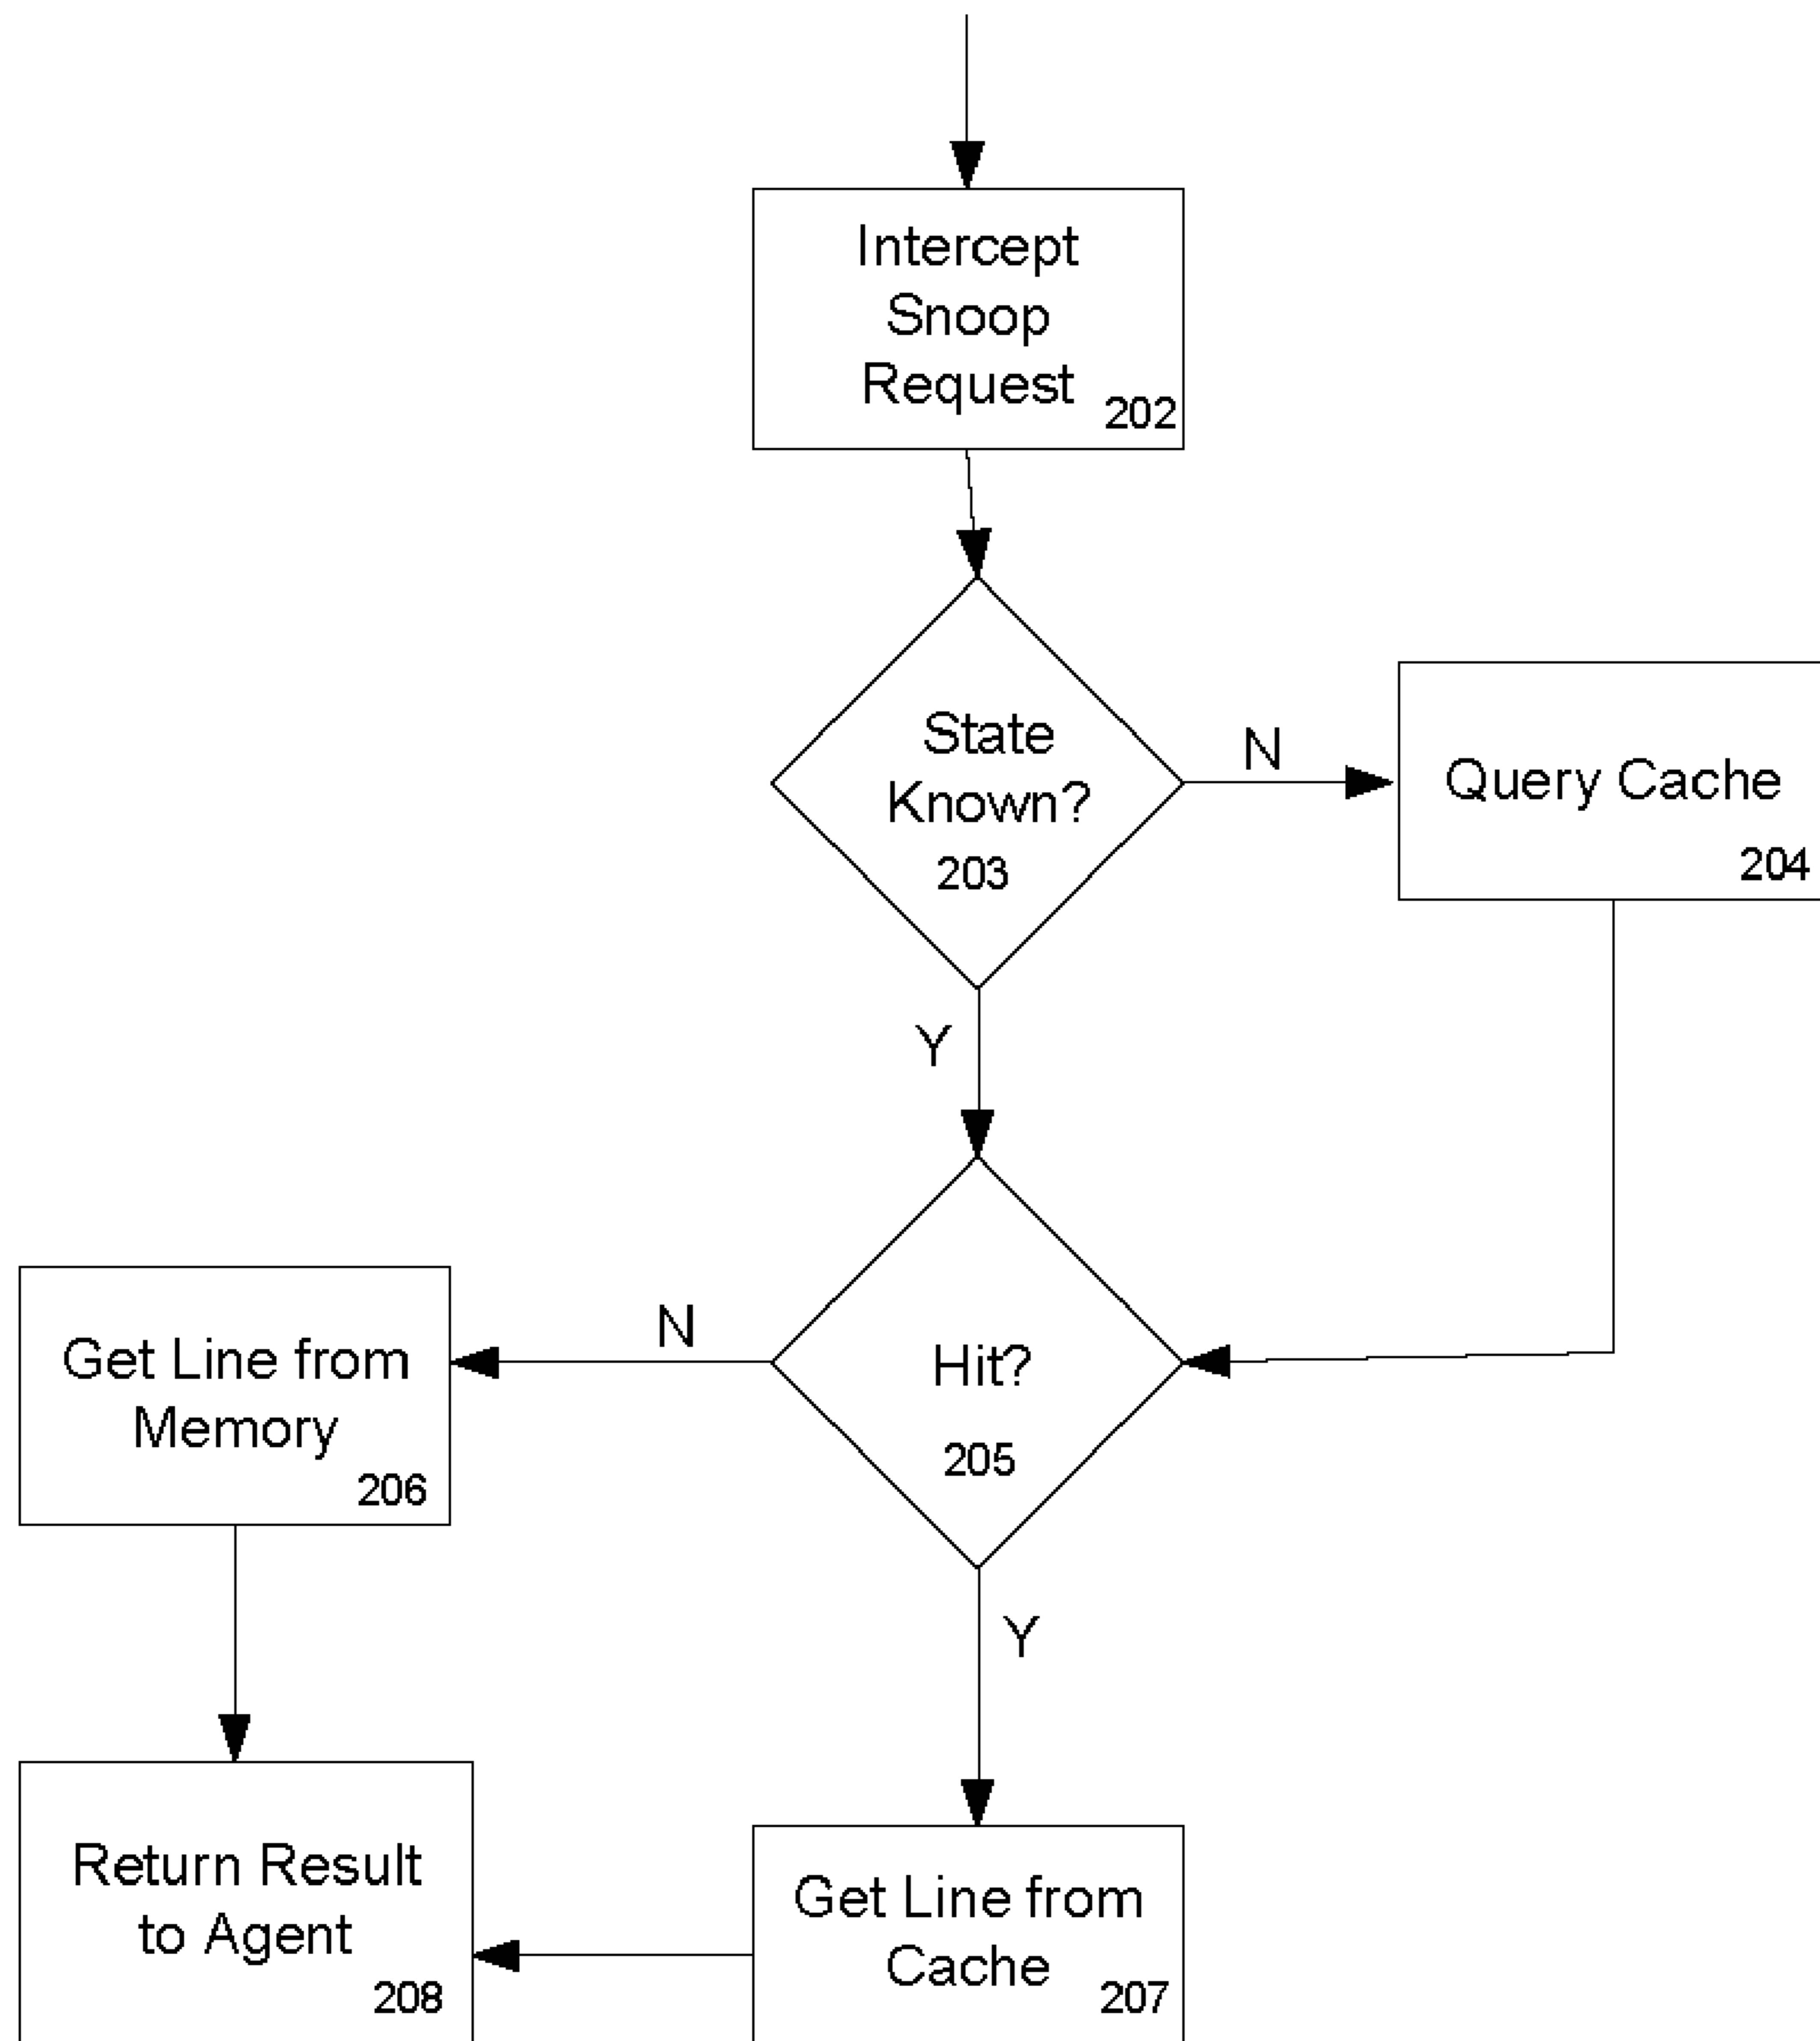 Intercept
Snoop
Request
202
State
Known?
203
N
Query Cache
204
Y
Hit?
205
N
Get Line from
Memory
206
Y
Return Result
to Agent
208
Get Line from
Cache
207